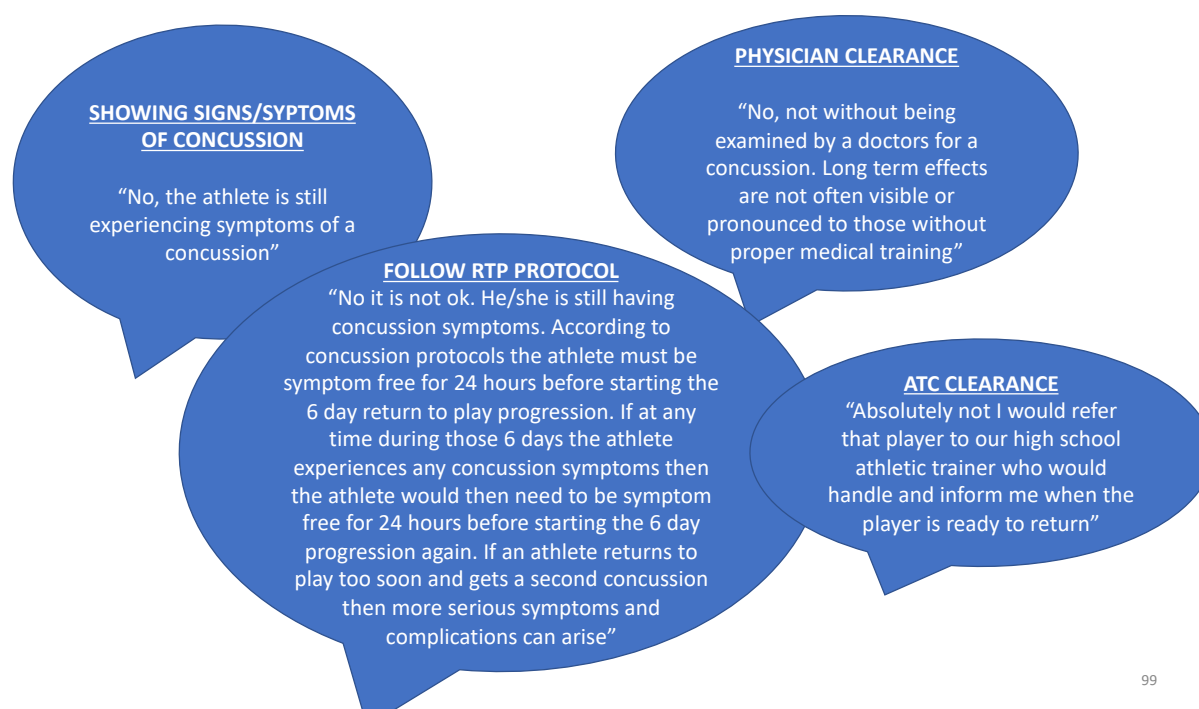 SHOWING SIGNS/SYPTOMS
OF CONCUSSION
“No, the athlete is still
experiencing symptoms of a
concussion”
PHYSICIAN CLEARANCE
“No, not without being
examined by a doctors for a
concussion. Long term effects
are not often visible or
pronounced to those without
proper medical training”
FOLLOW RTP PROTOCOL
“No it is not ok. He/she is still having
concussion symptoms. According to
concussion protocols the athlete must be
symptom free for 24 hours before starting the
6 day return to play progression. If at any
time during those 6 days the athlete
experiences any concussion symptoms then
the athlete would then need to be symptom
free for 24 hours before starting the 6 day
progression again. If an athlete returns to
play too soon and gets a second concussion
then more serious symptoms and
complications can arise”
ATC CLEARANCE
“Absolutely not I would refer
that player to our high school
athletic trainer who would
handle and inform me when the
player is ready to return”
99